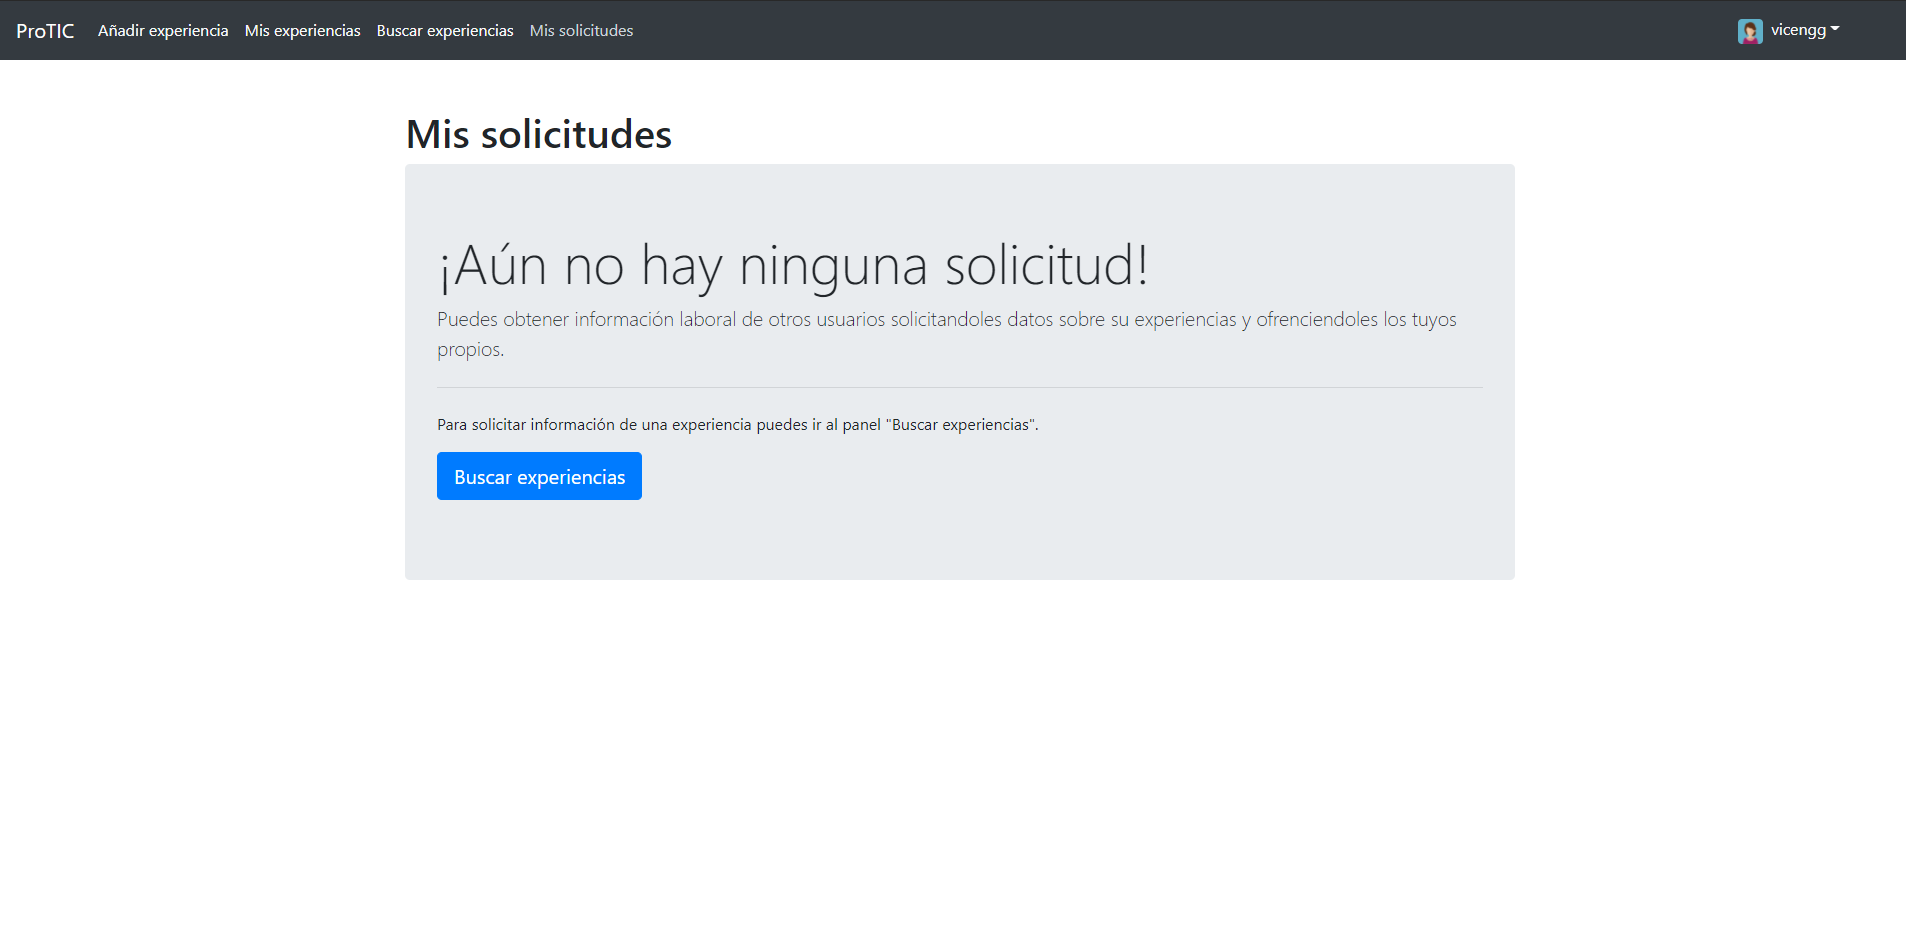 ProTIC Añadir experiencia Mis experiencias Buscar experiencias Mis solicitudes vicengg
Mis solicitudes
¡Aún no hay ninguna solicitud!
Puedes obtener información laboral de otros usuarios solicitandoles datos sobre su experiencias y ofrenciendoles los tuyos
propios.
Para solicitar información de una experiencia puedes ir al panel "Buscar experiencias".
Buscar experiencias